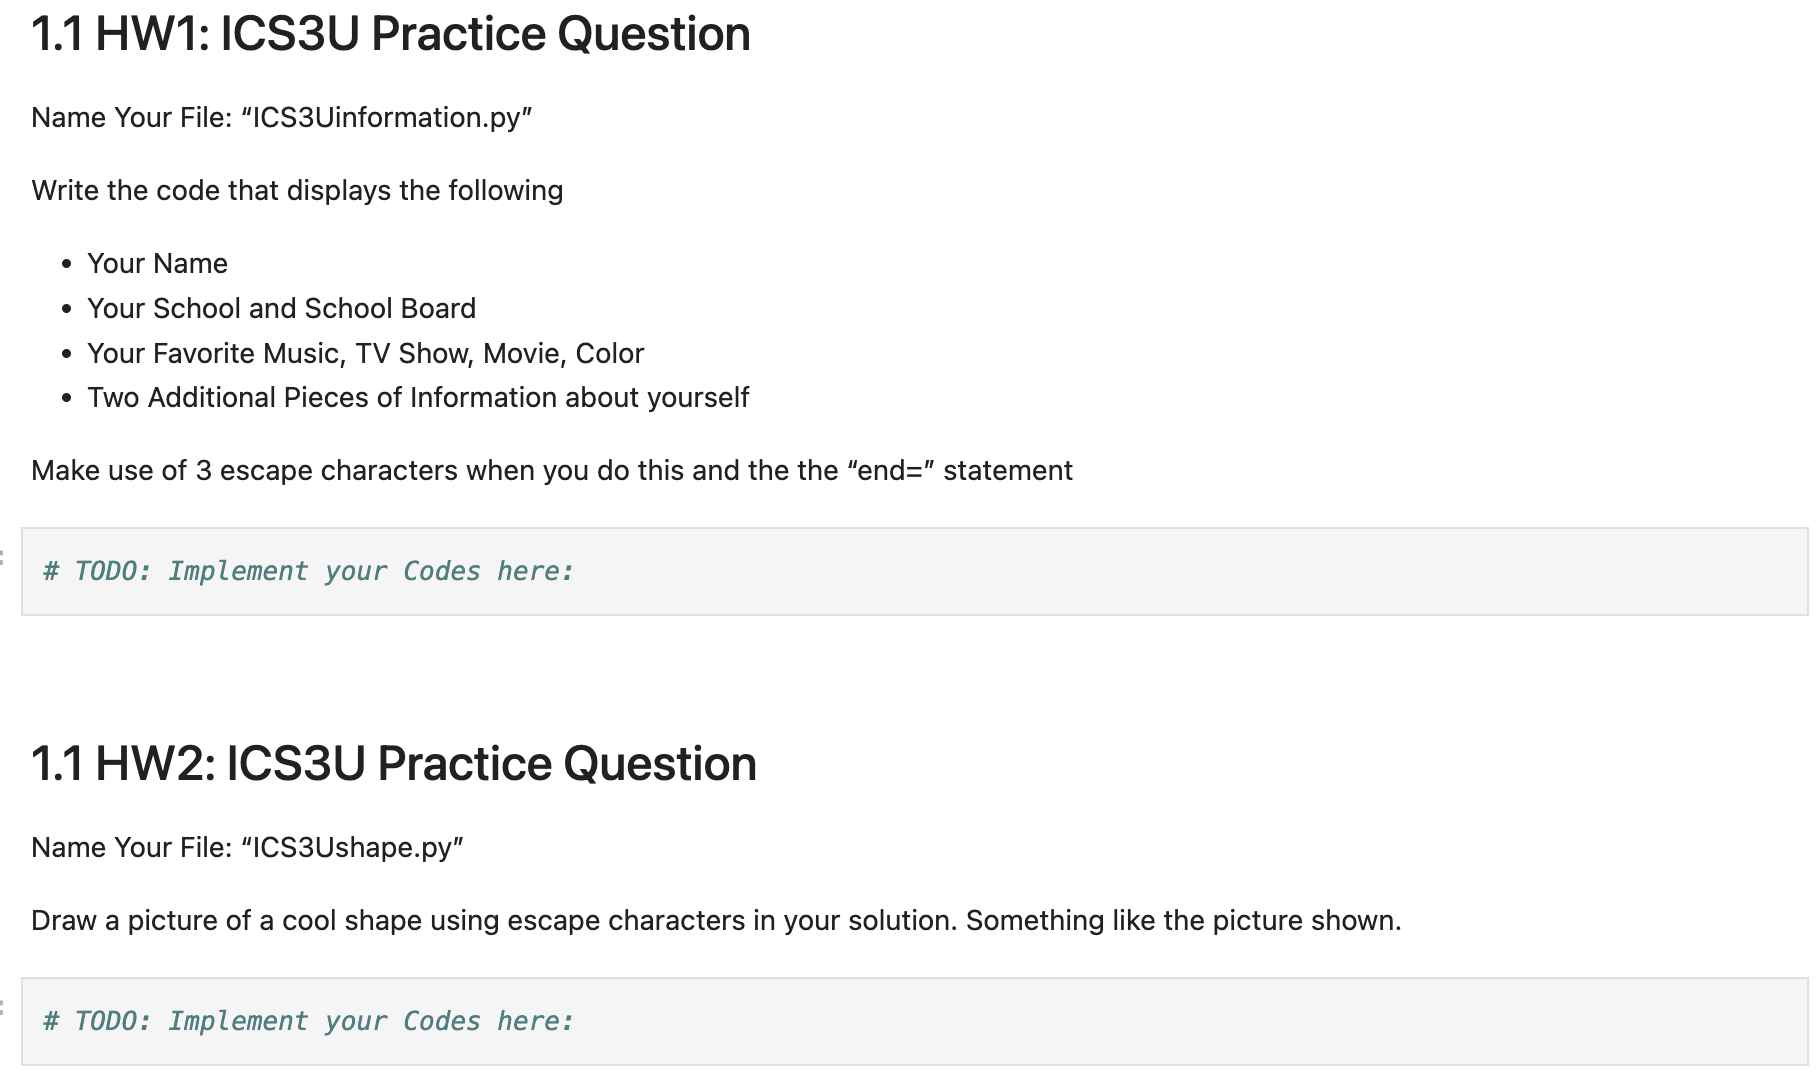 1.1 HW1: ICS3U Practice Question
Name Your File: “ICS3Uinformation.py”
Write the code that displays the following
• Your Name
• Your School and School Board
• Your Favorite Music, TV Show, Movie, Color
• Two Additional Pieces of Information about yourself
Make use of 3 escape characters when you do this and the the “end=” statement
# TODO: Implement your Codes here:
1.1 HW2: ICS3U Practice Question
Name Your File: “ICS3Ushape.py”
Draw a picture of a cool shape using escape characters in your solution. Something like the picture shown.
# TODO: Implement your Codes here: